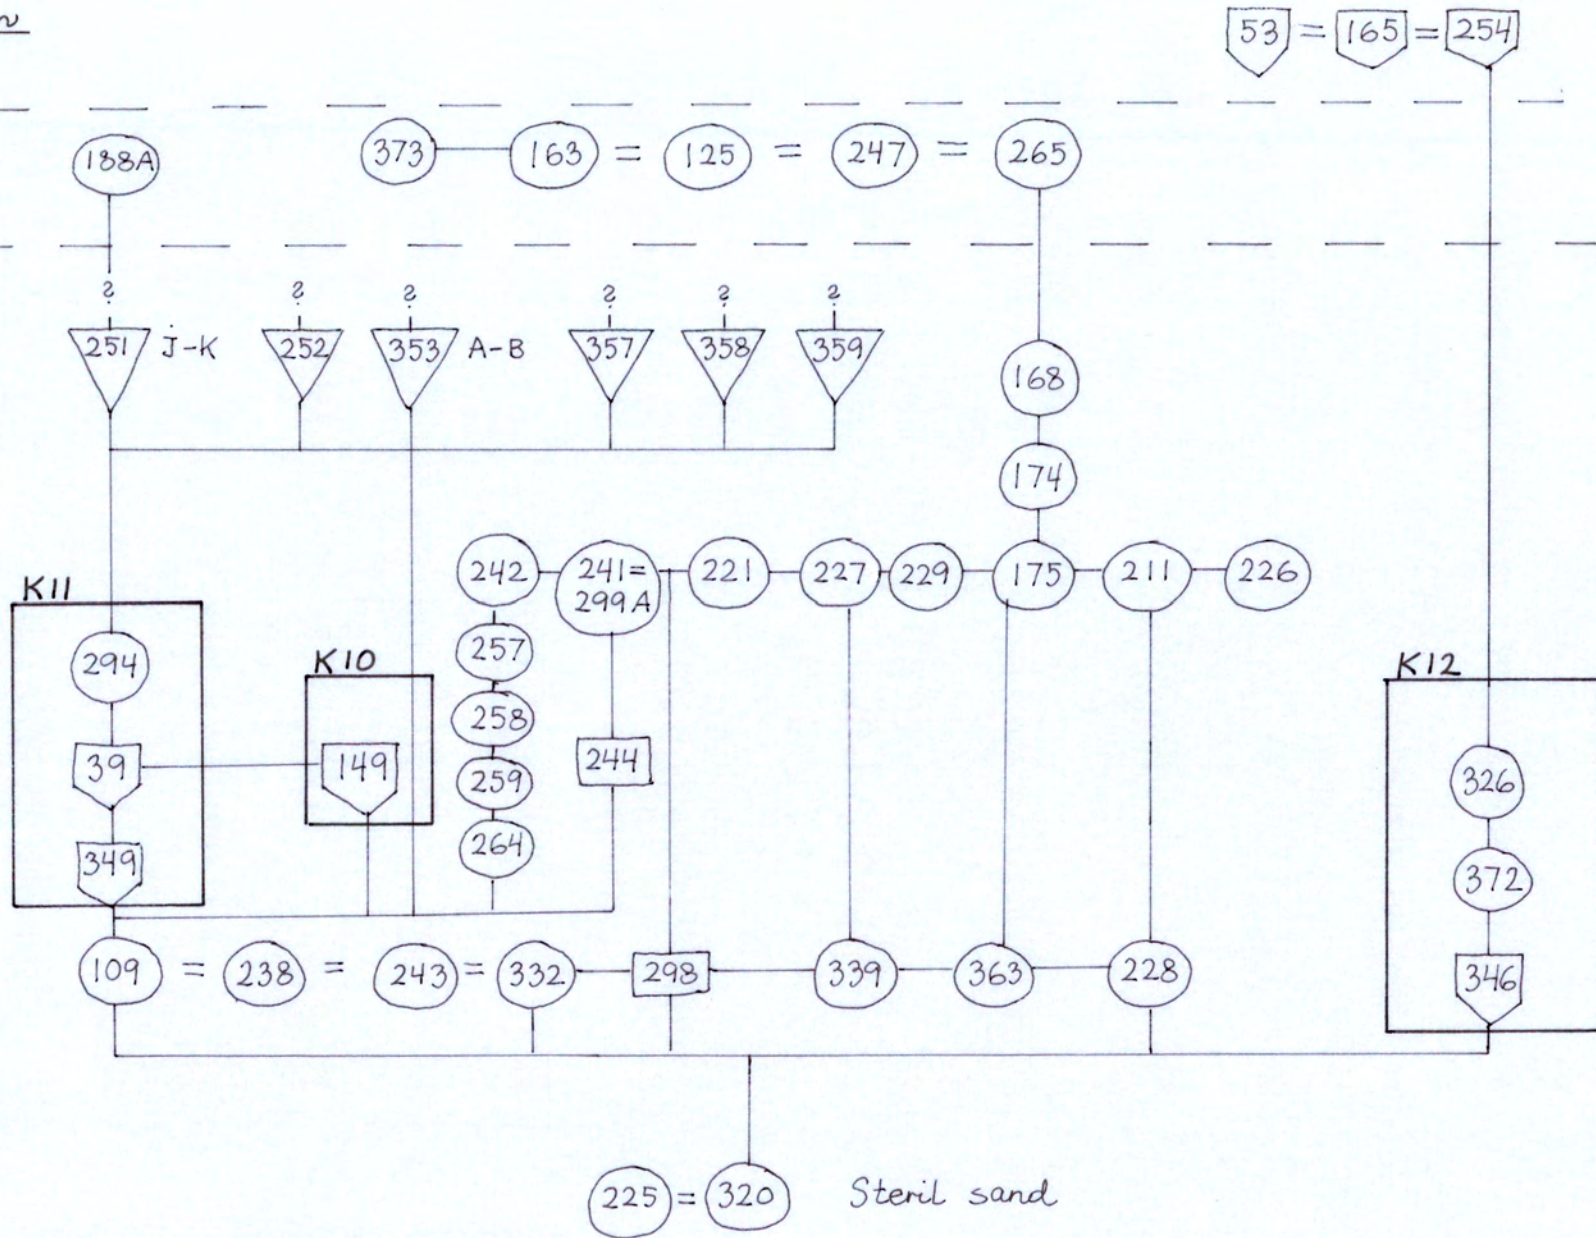 53 = 165 = 254
188A 373 163 = 125 = 247 = 265
? ? ? ? ? ?
251 J-K 252 353 A-B 357 358 359
168
174
242 241= 221 227 229 175 211 226
299A
K11
257
294 K10 K12
258
39 149 259 244 326
349 264 372
109 = 238 = 243 = 332 298 339 363 228 346
225 = 320 Steril sand